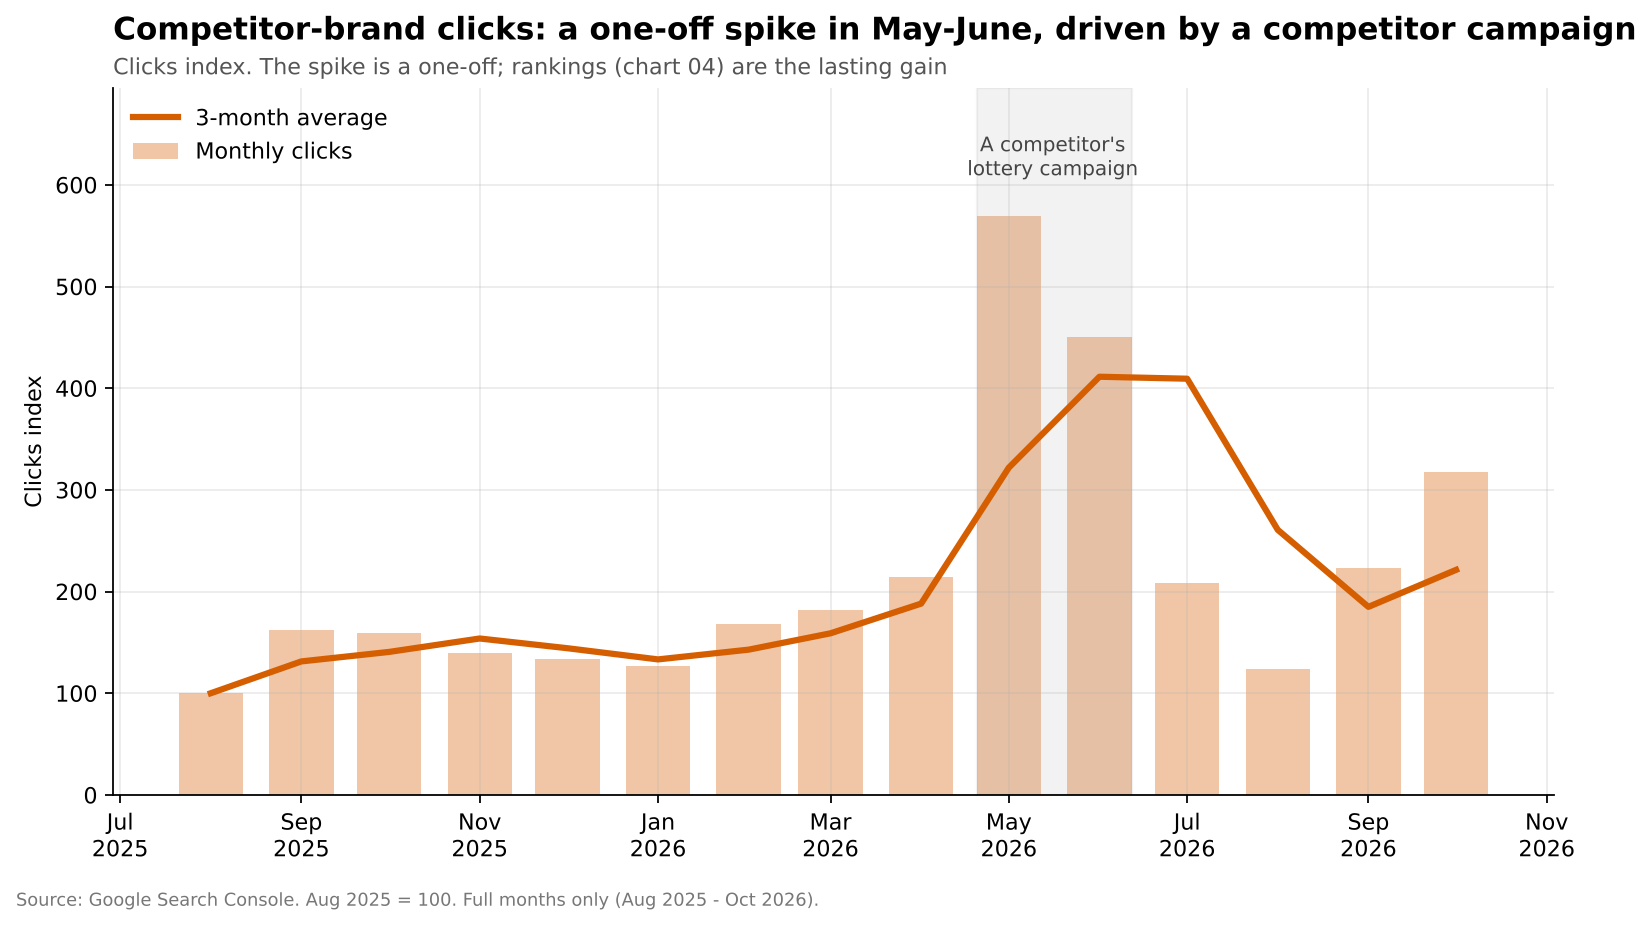 Competitor-brand clicks: a one-off spike in May-June, driven by a competitor campaign
Clicks index. The spike is a one-off; rankings (chart 04) are the lasting gain
3-month average
Monthly clicks
A competitor's
lottery campaign
Clicks index
600
500
400
300
200
100
0
Jul
2025
Sep
2025
Nov
2025
Jan
2026
Mar
2026
May
2026
Jul
2026
Sep
2026
Nov
2026
Source: Google Search Console. Aug 2025 = 100. Full months only (Aug 2025 - Oct 2026).